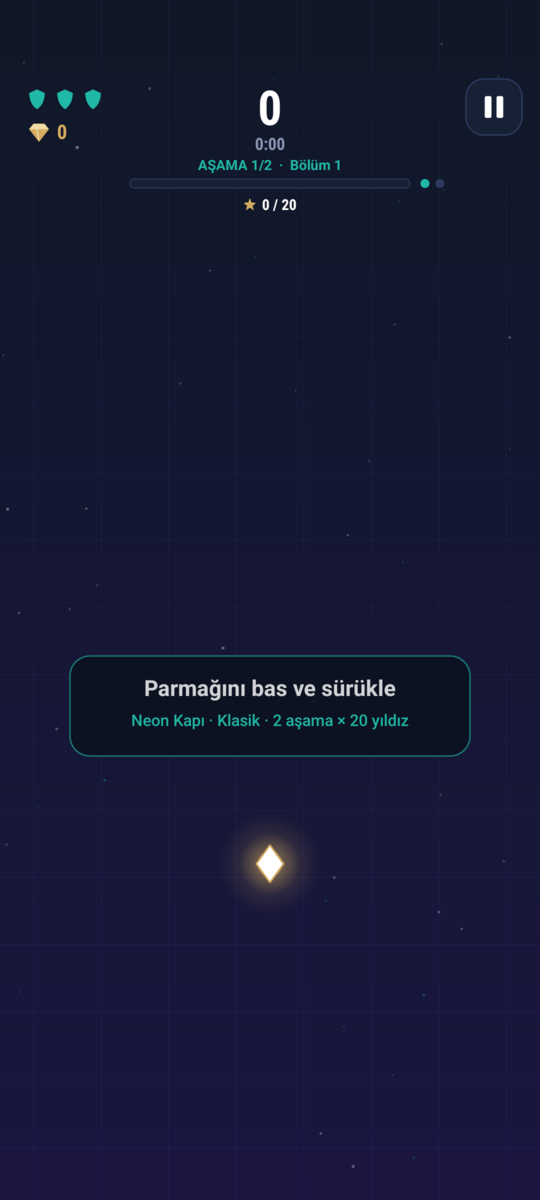 0
0
0:00
AŞAMA 1/2 · Bölüm 1
0 / 20
Parmağını bas ve sürükle
Neon Kapı · Klasik · 2 aşama × 20 yıldız